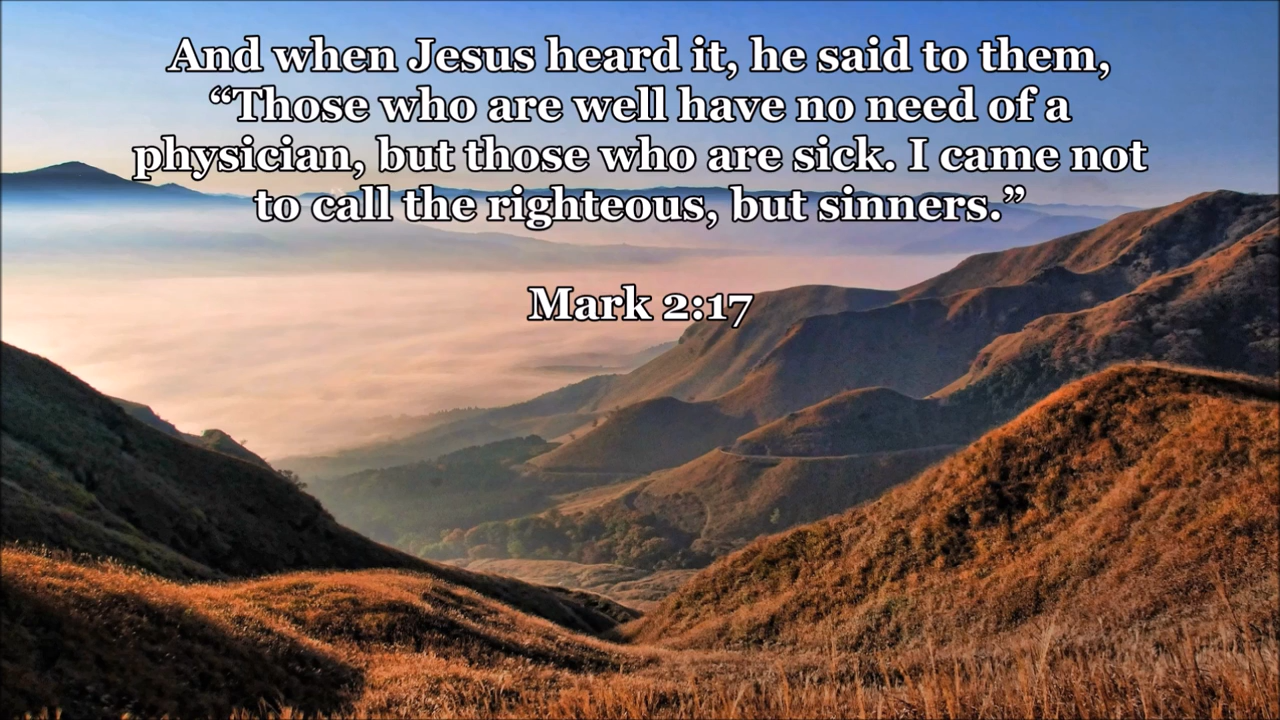 And when Jesus heard it, he said to them,
“Those who are well have no need of a
physician, but those who are sick. I came not
to call the righteous, but sinners.”
Mark 2:17